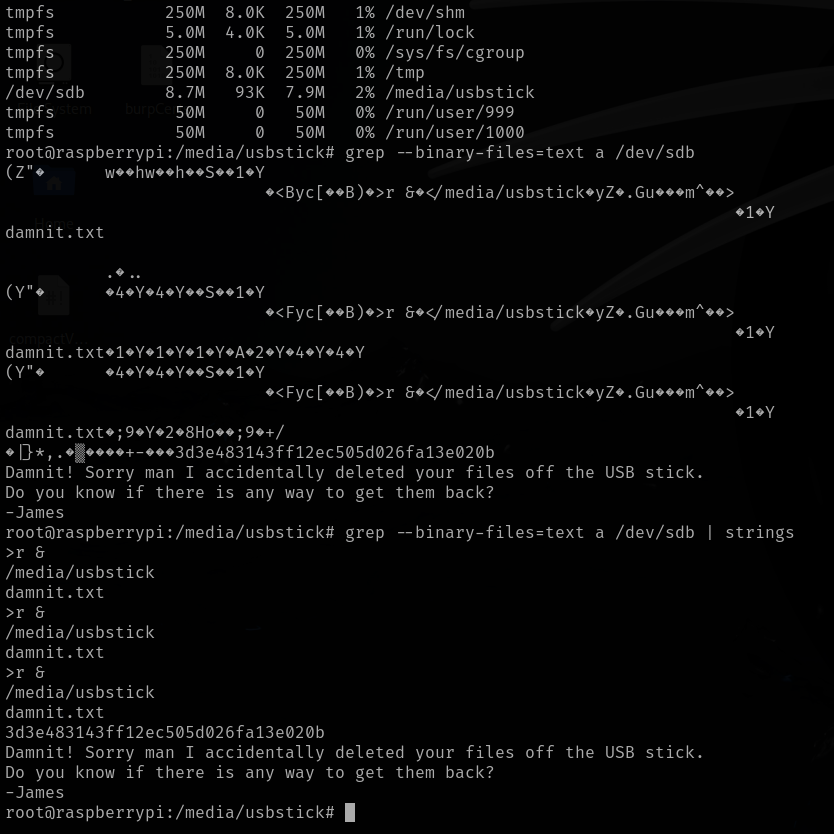 tmpfs 250M 8.0K 250M 1% /dev/shm
tmpfs 5.0M 4.0K 5.0M 1% /run/lock
tmpfs 250M 0 250M 0% /sys/fs/cgroup
tmpfs 250M 8.0K 250M 1% /tmp
/dev/sdb 8.7M 93K 7.9M 2% /media/usbstick
tmpfs 50M 0 50M 0% /run/user/999
tmpfs 50M 0 50M 0% /run/user/1000
root@raspberrypi:/media/usbstick# grep --binary-files=text a /dev/sdb
(Z"� w��hw��h��S��1�Y
�<Byc[��B)�>r &�</media/usbstick�yZ�.Gu���m^��>
�1�Y
damnit.txt
.�..
(Y"� �4�Y�4�Y��S��1�Y
�<Fyc[��B)�>r &�</media/usbstick�yZ�.Gu���m^��>
�1�Y
damnit.txt�1�Y�1�Y�1�Y�A�2�Y�4�Y�4�Y
(Y"� �4�Y�4�Y��S��1�Y
�<Fyc[��B)�>r &�</media/usbstick�yZ�.Gu���m^��>
�1�Y
damnit.txt�;9�Y�2�8Ho��;9�+/
�|}*,.�▒����+-���3d3e483143ff12ec505d026fa13e020b
Damnit! Sorry man I accidentally deleted your files off the USB stick.
Do you know if there is any way to get them back?
-James
root@raspberrypi:/media/usbstick# grep --binary-files=text a /dev/sdb | strings
>r &
/media/usbstick
damnit.txt
>r &
/media/usbstick
damnit.txt
>r &
/media/usbstick
damnit.txt
3d3e483143ff12ec505d026fa13e020b
Damnit! Sorry man I accidentally deleted your files off the USB stick.
Do you know if there is any way to get them back?
-James
root@raspberrypi:/media/usbstick#